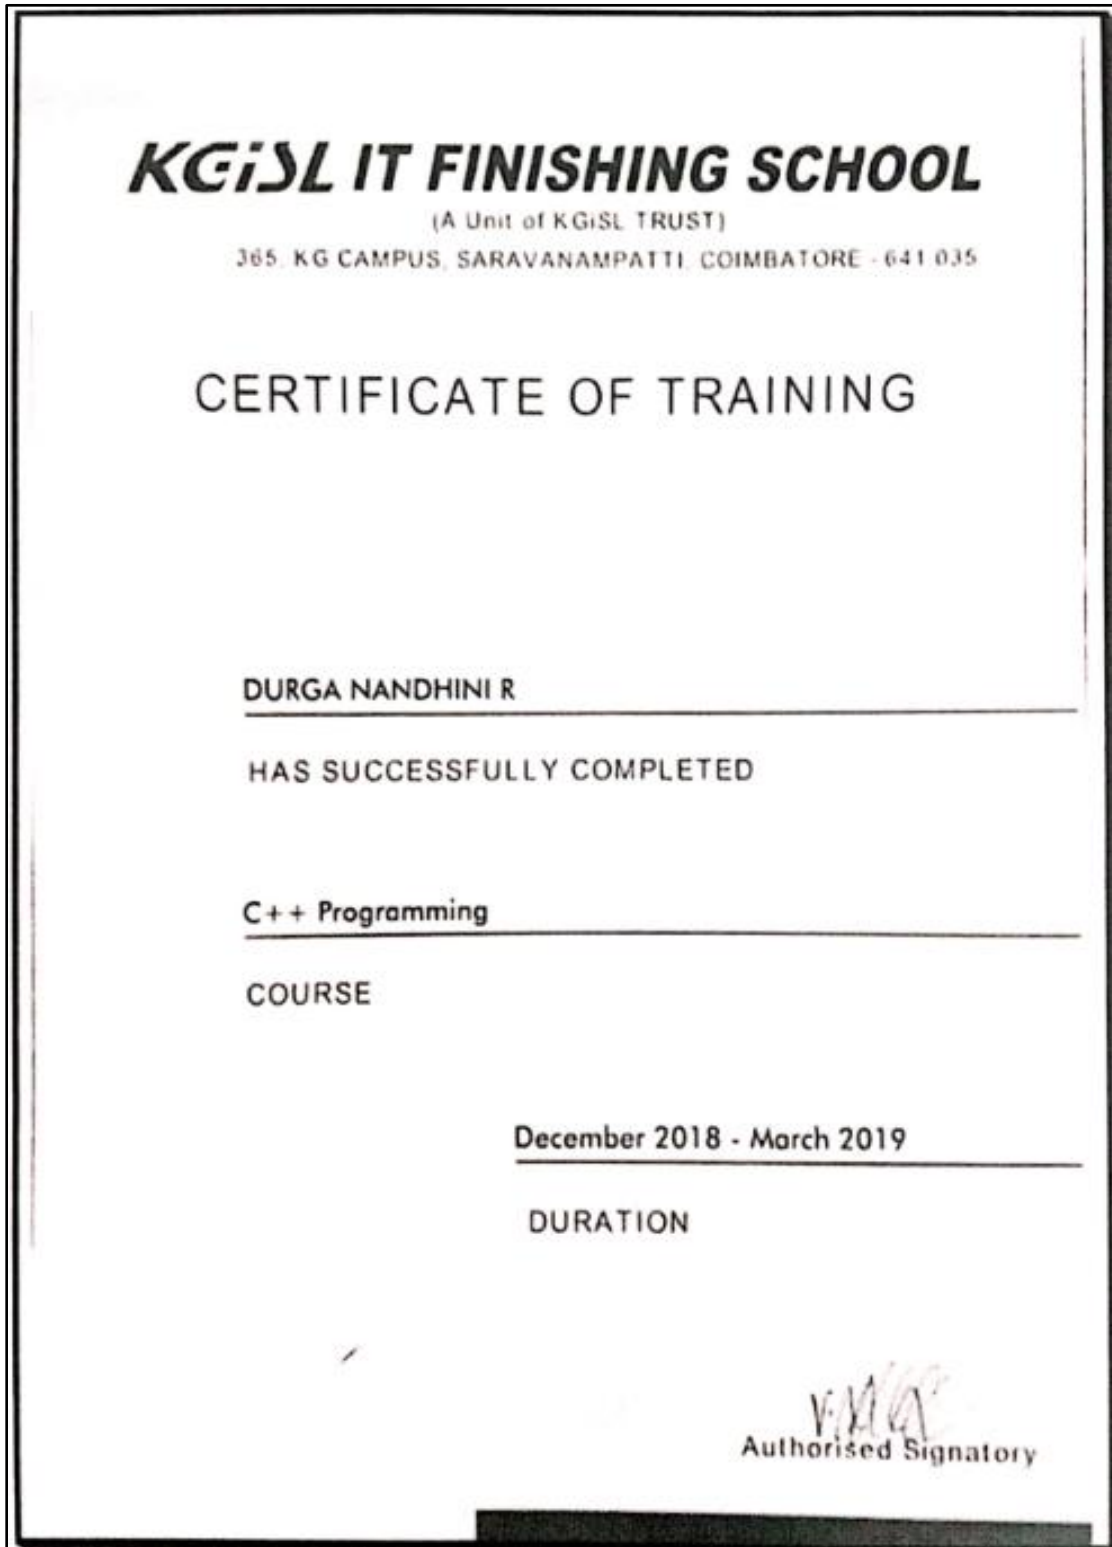 KGiSL IT FINISHING SCHOOL
(A Unit of KGiSL TRUST)
365, KG CAMPUS, SARAVANAMPATTI, COIMBATORE - 641 035
CERTIFICATE OF TRAINING
DURGA NANDHINI R
HAS SUCCESSFULLY COMPLETED
C++ Programming
COURSE
December 2018 - March 2019
DURATION
Authorised Signatory